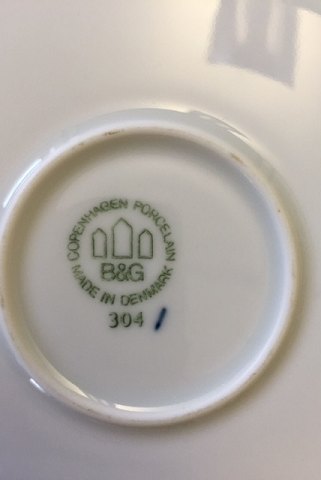 COPENHAGEN PORCELAIN
B&G
MADE IN DENMARK
304